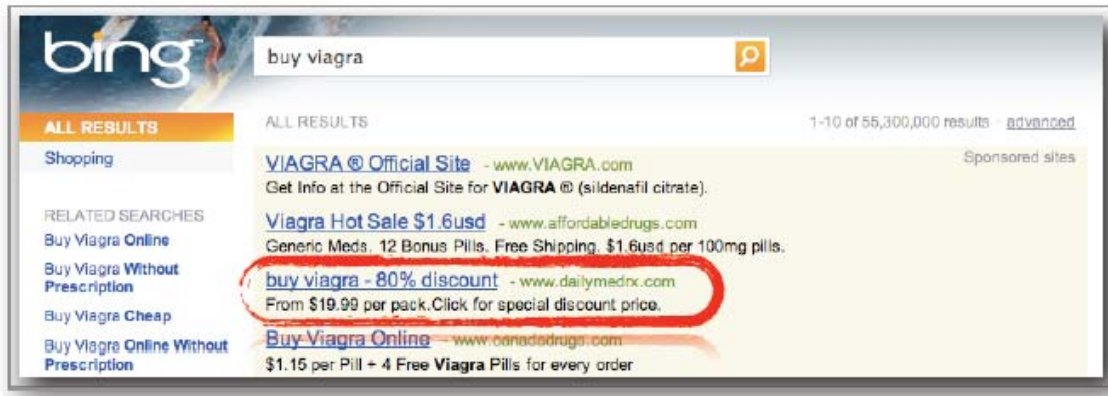 bing
buy viagra
ALL RESULTS
Shopping
RELATED SEARCHES
Buy Viagra Online
Buy Viagra Without
Prescription
Buy Viagra Cheap
Buy Viagra Online Without
Prescription
ALL RESULTS
1-10 of 55,300,000 results · advanced
Sponsored sites
VIAGRA ® Official Site - www.VIAGRA.com
Get Info at the Official Site for VIAGRA ® (sildenafil citrate).
Viagra Hot Sale $1.6usd - www.affordabledrugs.com
Generic Meds. 12 Bonus Pills. Free Shipping. $1.6usd per 100mg pills.
buy viagra - 80% discount - www.dailymedrx.com
From $19.99 per pack.Click for special discount price.
Buy Viagra Online - www.canadadrugs.com
$1.15 per Pill + 4 Free Viagra Pills for every order